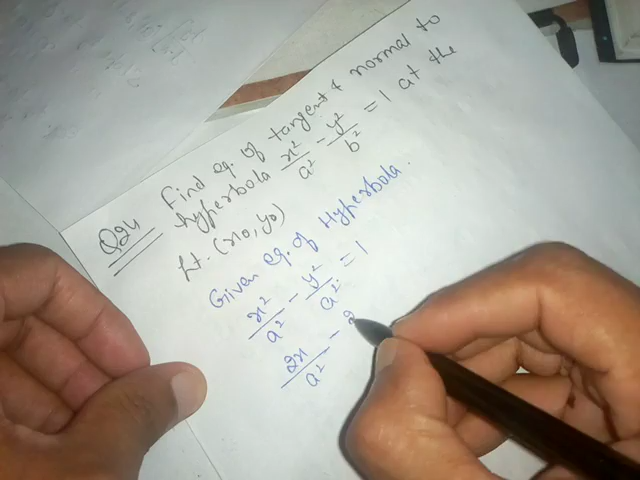 Q24 Find eq. of tangent & normal to
hyperbola x²/a² - y²/b² = 1 at the
pt. (x0, y0)
Given eq. of Hyperbola.
x²/a² - y²/a² = 1
2x/a² - 2